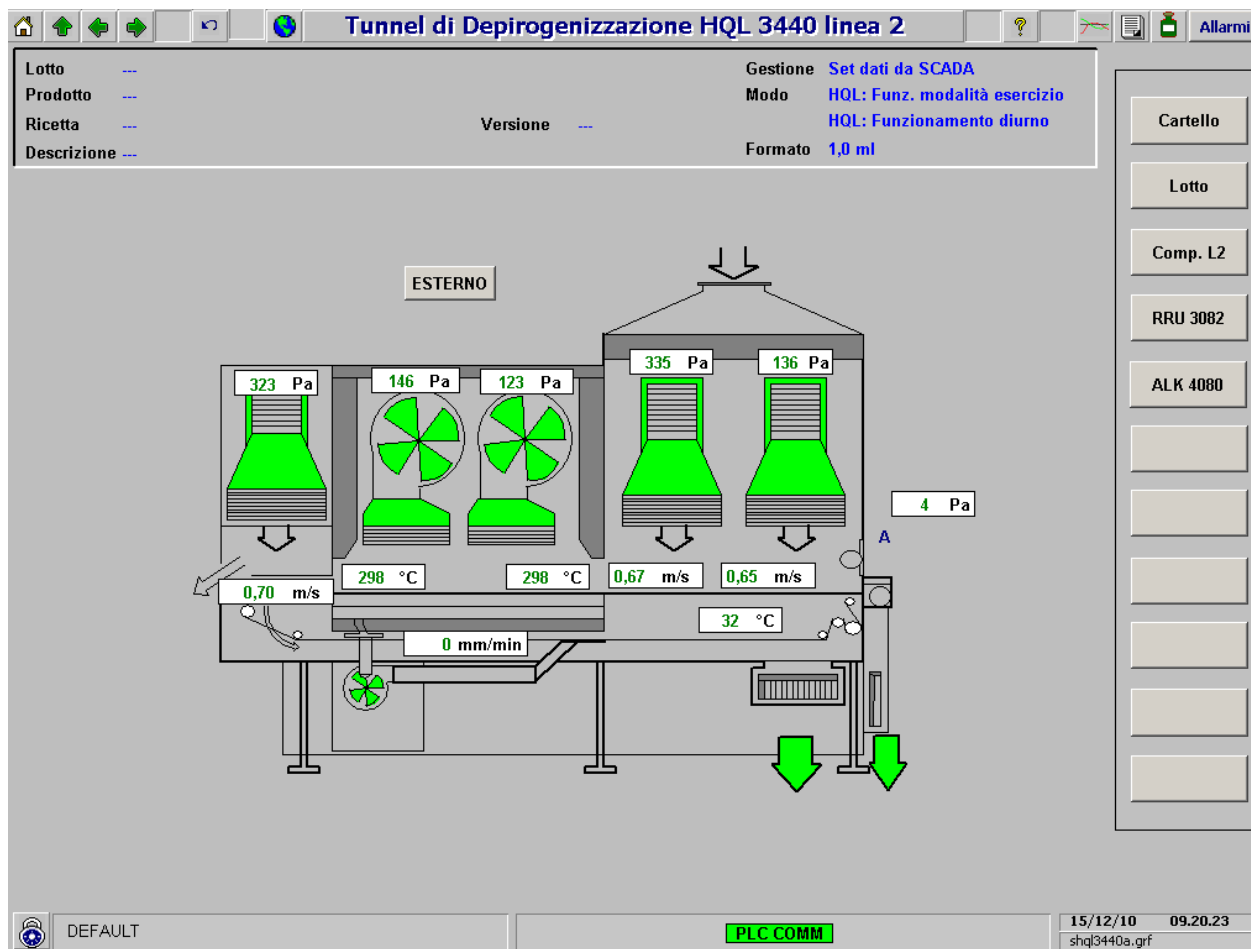 Tunnel di Depirogenizzazione HQL 3440 linea 2
Allarmi
Lotto ---
Prodotto ---
Ricetta ---
Versione ---
Descrizione ---
Gestione Set dati da SCADA
Modo HQL: Funz. modalità esercizio
HQL: Funzionamento diurno
Formato 1,0 ml
Cartello
Lotto
Comp. L2
RRU 3082
ALK 4080
ESTERNO
323 Pa
146 Pa
123 Pa
335 Pa
136 Pa
4 Pa
A
298 °C
298 °C
0,67 m/s
0,65 m/s
0,70 m/s
32 °C
0 mm/min
DEFAULT
PLC COMM
15/12/10 09.20.23
shql3440a.grf